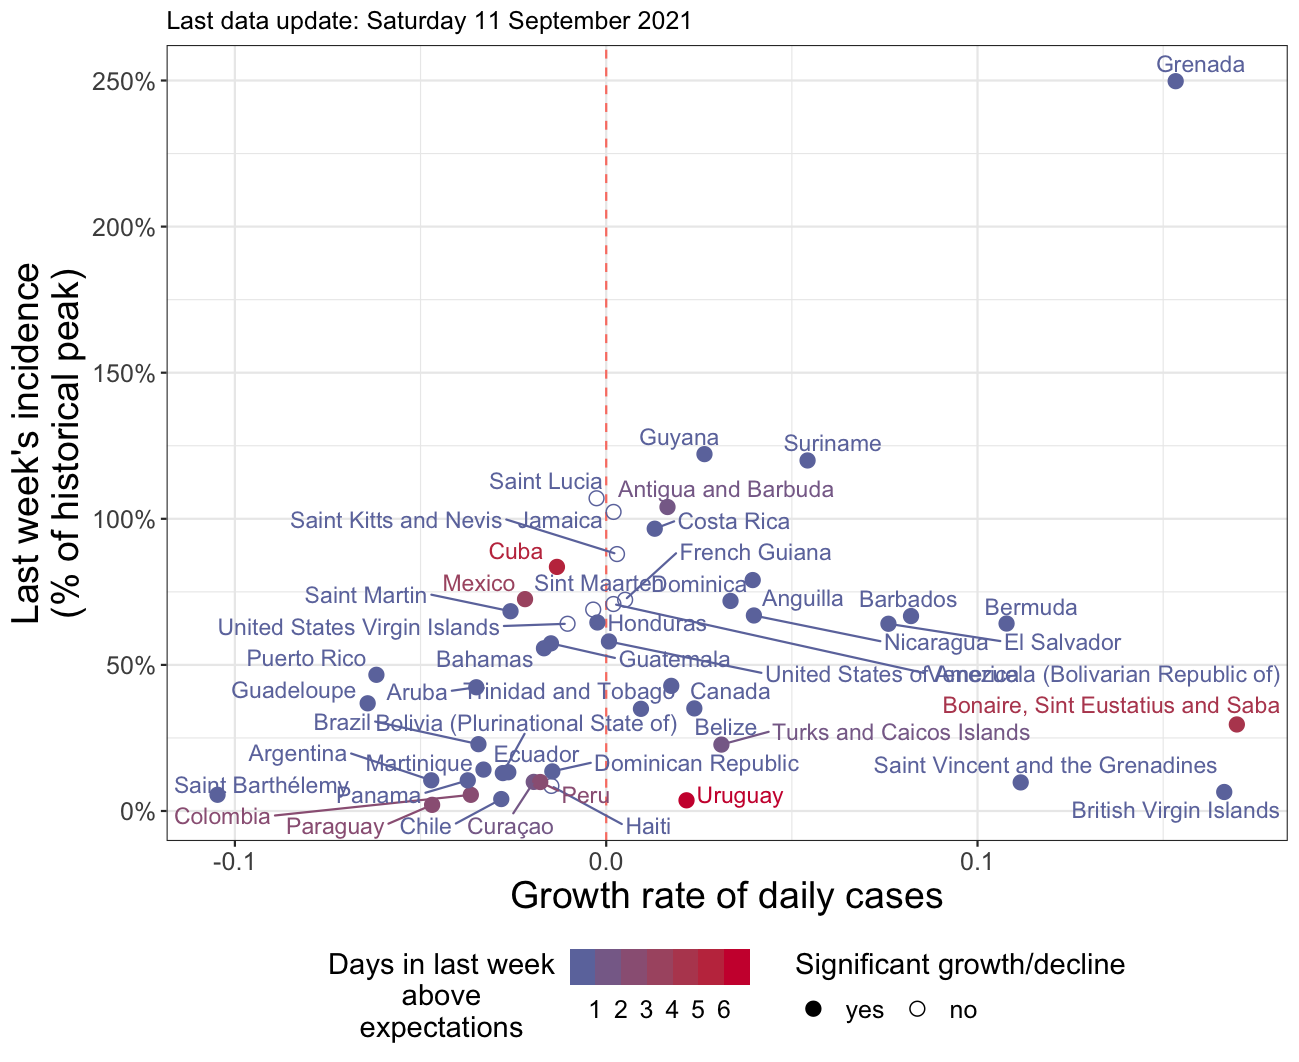 Last data update: Saturday 11 September 2021
Last week's incidence
(% of historical peak)
250%
200%
150%
100%
50%
0%
Grenada
Guyana
Suriname
Saint Lucia
Antigua and Barbuda
Saint Kitts and Nevis
Jamaica
Costa Rica
Cuba
French Guiana
Mexico
Sint Maarten
Dominica
Saint Martin
Anguilla
Barbados
Bermuda
United States Virgin Islands
Honduras
Nicaragua
El Salvador
Puerto Rico
Bahamas
Guatemala
United States of America
Venezuela (Bolivarian Republic of)
Guadeloupe
Aruba
Trinidad and Tobago
Canada
Bonaire, Sint Eustatius and Saba
Brazil
Bolivia (Plurinational State of)
Belize
Turks and Caicos Islands
Argentina
Martinique
Ecuador
Dominican Republic
Saint Vincent and the Grenadines
Saint Barthélemy
Panama
Peru
Uruguay
British Virgin Islands
Colombia
Paraguay
Chile
Curaçao
Haiti
-0.1
0.0
0.1
Growth rate of daily cases
Days in last week
above
expectations
1 2 3 4 5 6
Significant growth/decline
yes
no